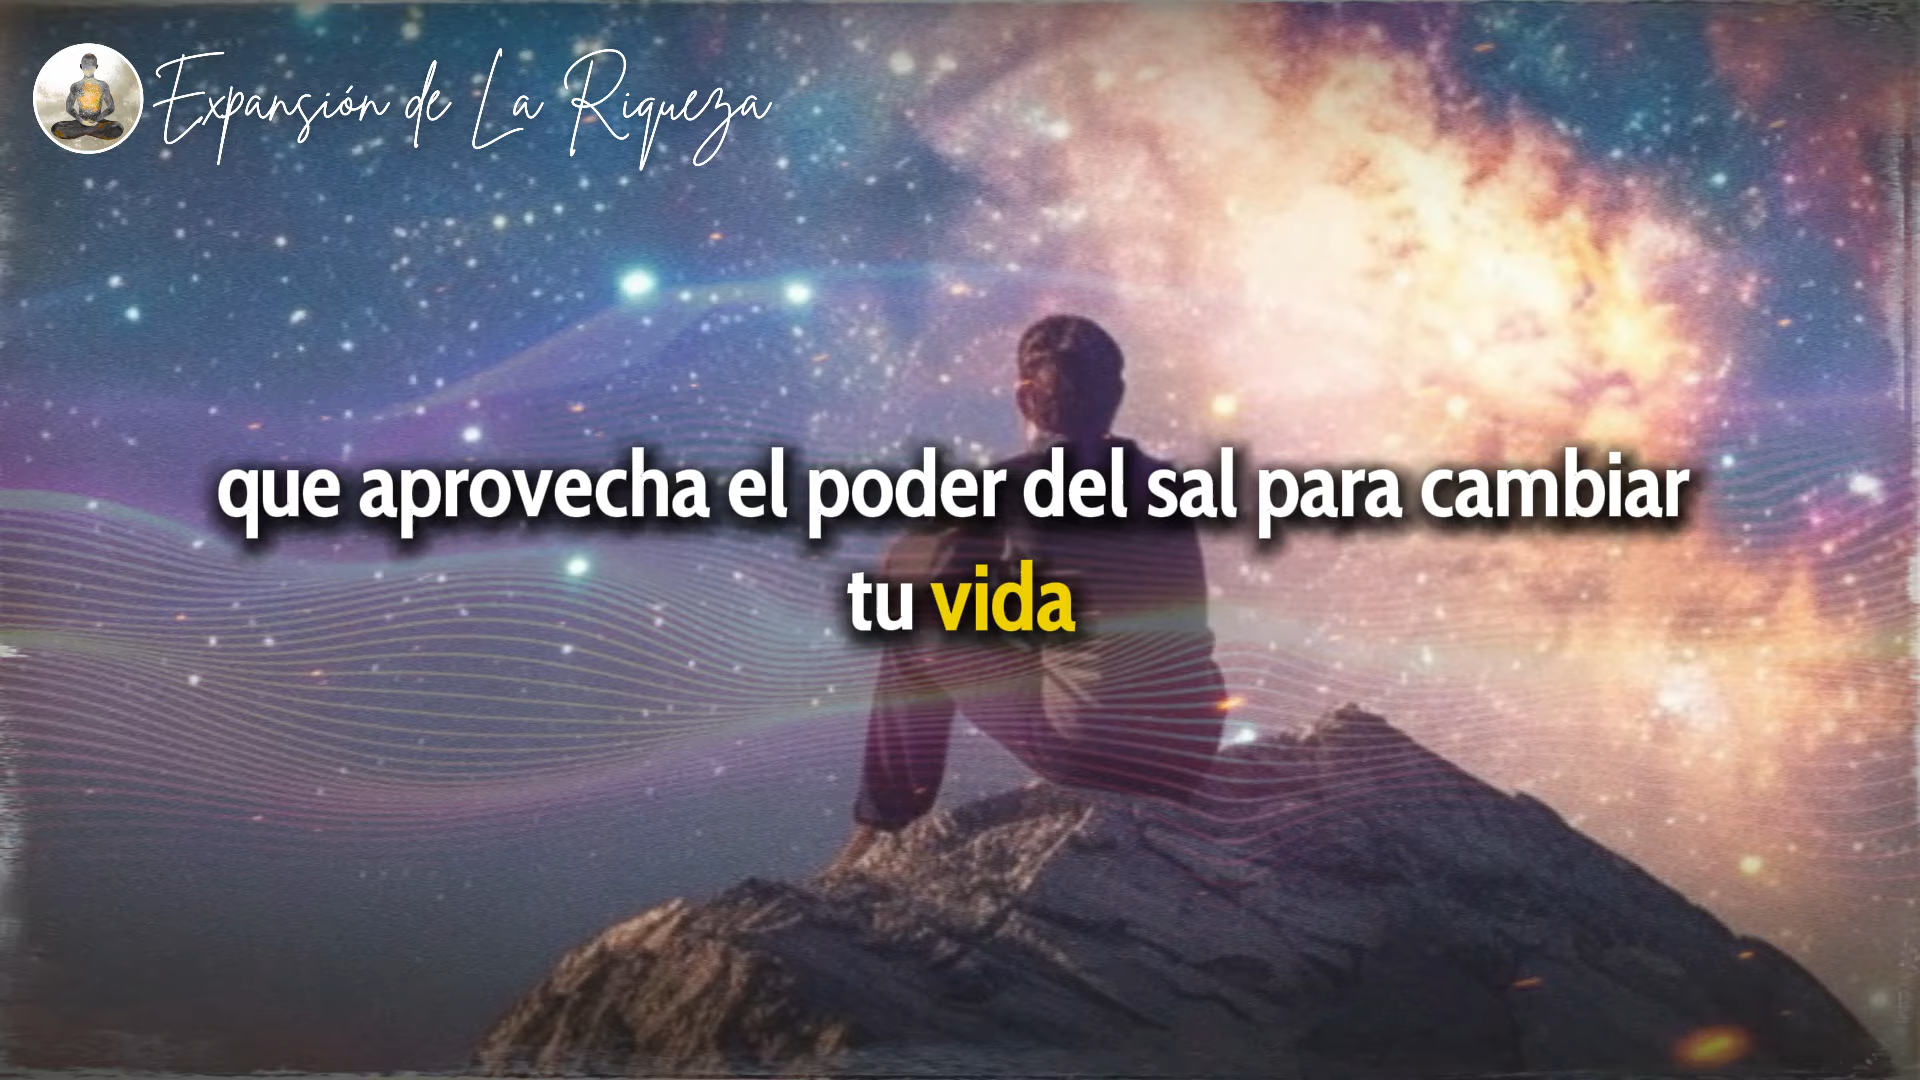 Expansión de La Riqueza
que aprovecha el poder del sal para cambiar
tu vida